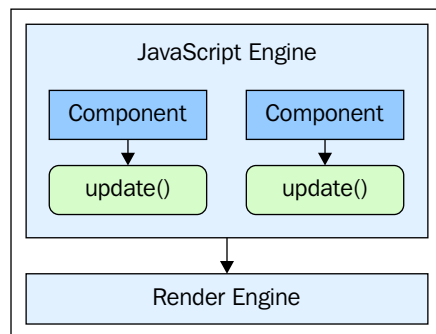 JavaScript Engine
Component Component
update() update()
Render Engine